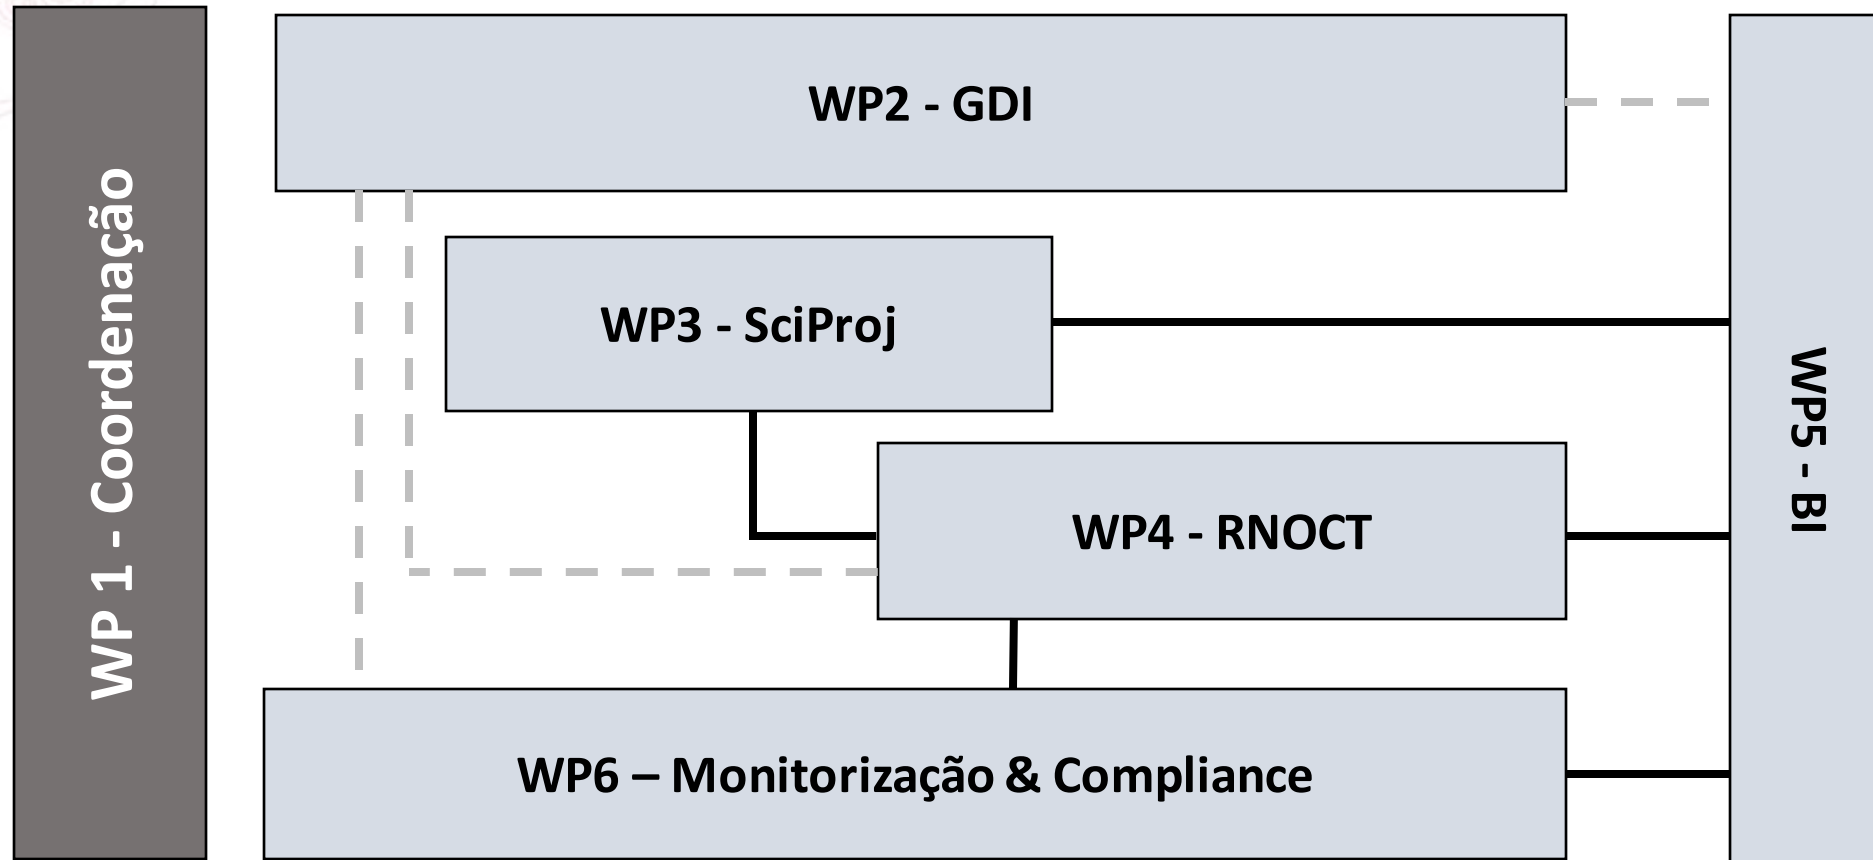 WP 1 - Coordenação
WP2 - GDI
WP3 - SciProj
WP4 - RNOCT
WP5 - BI
WP6 – Monitorização & Compliance